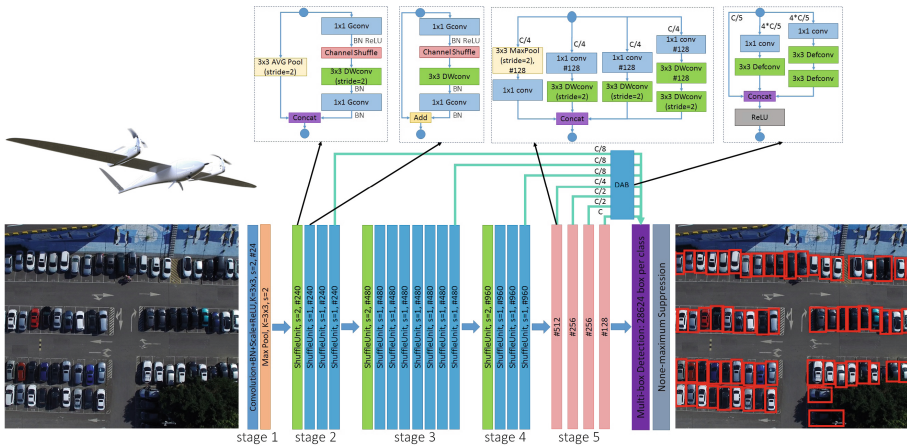 1x1 Gconv
BN ReLU
Channel Shuffle
3x3 AVG Pool
(stride=2)
3x3 DWconv
(stride=2)
BN
1x1 Gconv
BN
Concat
1x1 Gconv
BN ReLU
Channel Shuffle
3x3 DWconv
BN
1x1 Gconv
BN
Add
C/4
C/4
C/4
C/4
3x3 MaxPool
(stride=2),
#128
1x1 conv
1x1 conv
#128
3x3 DWconv
(stride=2)
1x1 conv
#128
3x3 DWconv
(stride=2)
1x1 conv
#128
3x3 DWconv
#128
3x3 DWconv
(stride=2)
Concat
C/5
4*C/5
4*C/5
1x1 conv
3x3 Defconv
1x1 conv
3x3 Defconv
3x3 Defconv
Concat
ReLU
C/8
C/8
C/8
C/4
C/2
C/2
C
DAB
Convolution+BN+Scale+ReLU,K=3x3, s=2, #24
Max Pool, K=3x3, s=2
ShuffleUnit, s=2, #240
ShuffleUnit, s=1, #240
ShuffleUnit, s=1, #240
ShuffleUnit, s=1, #240
ShuffleUnit, s=2, #480
ShuffleUnit, s=1, #480
ShuffleUnit, s=1, #480
ShuffleUnit, s=1, #480
ShuffleUnit, s=1, #480
ShuffleUnit, s=1, #480
ShuffleUnit, s=1, #480
ShuffleUnit, s=1, #480
ShuffleUnit, s=2, #960
ShuffleUnit, s=1, #960
ShuffleUnit, s=1, #960
ShuffleUnit, s=1, #960
#512
#256
#256
#128
Multi-box Detection: 28624 box per class
None-maximum Suppression
stage 1
stage 2
stage 3
stage 4
stage 5